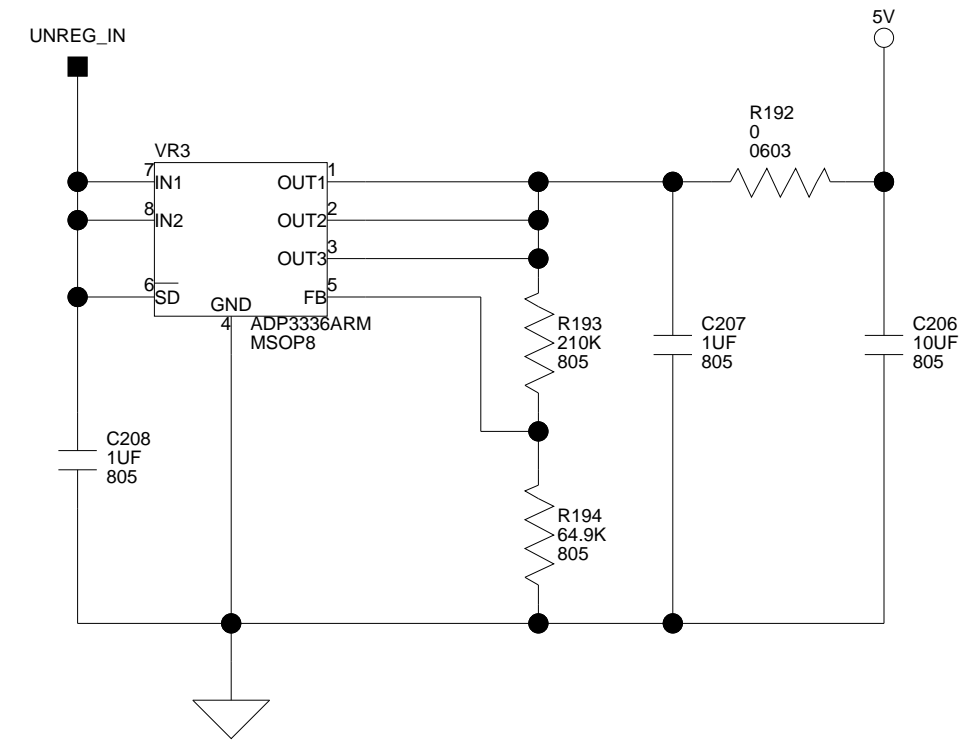 5V
UNREG_IN
R192
0
0603
VR3
7
IN1
OUT1
1
8
IN2
OUT2
2
OUT3
3
6
SD
FB
5
GND
4
ADP3336ARM
MSOP8
R193
210K
805
C207
1UF
805
C206
10UF
805
C208
1UF
805
R194
64.9K
805